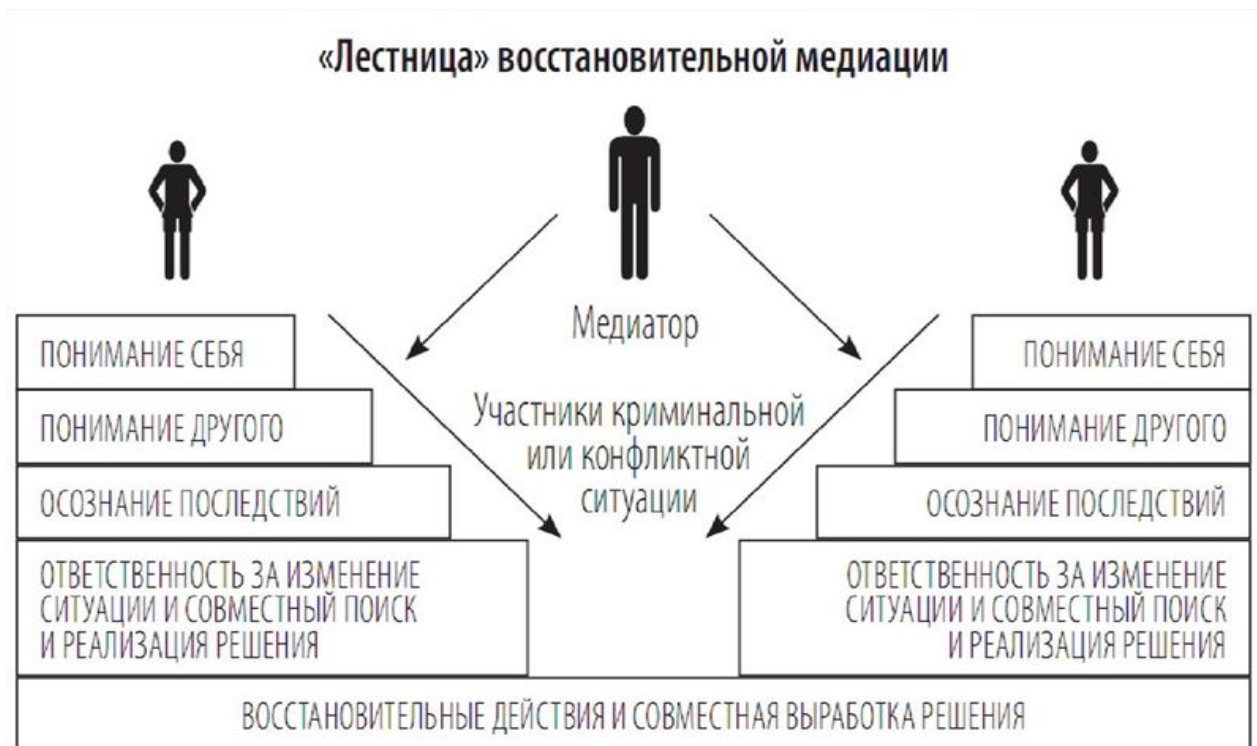 «Лестница» восстановительной медиации
Медиатор
Участники криминальной
или конфликтной
ситуации
ПОНИМАНИЕ СЕБЯ
ПОНИМАНИЕ ДРУГОГО
ОСОЗНАНИЕ ПОСЛЕДСТВИЙ
ОТВЕТСТВЕННОСТЬ ЗА ИЗМЕНЕНИЕ
СИТУАЦИИ И СОВМЕСТНЫЙ ПОИСК
И РЕАЛИЗАЦИЯ РЕШЕНИЯ
ПОНИМАНИЕ СЕБЯ
ПОНИМАНИЕ ДРУГОГО
ОСОЗНАНИЕ ПОСЛЕДСТВИЙ
ОТВЕТСТВЕННОСТЬ ЗА ИЗМЕНЕНИЕ
СИТУАЦИИ И СОВМЕСТНЫЙ ПОИСК
И РЕАЛИЗАЦИЯ РЕШЕНИЯ
ВОССТАНОВИТЕЛЬНЫЕ ДЕЙСТВИЯ И СОВМЕСТНАЯ ВЫРАБОТКА РЕШЕНИЯ